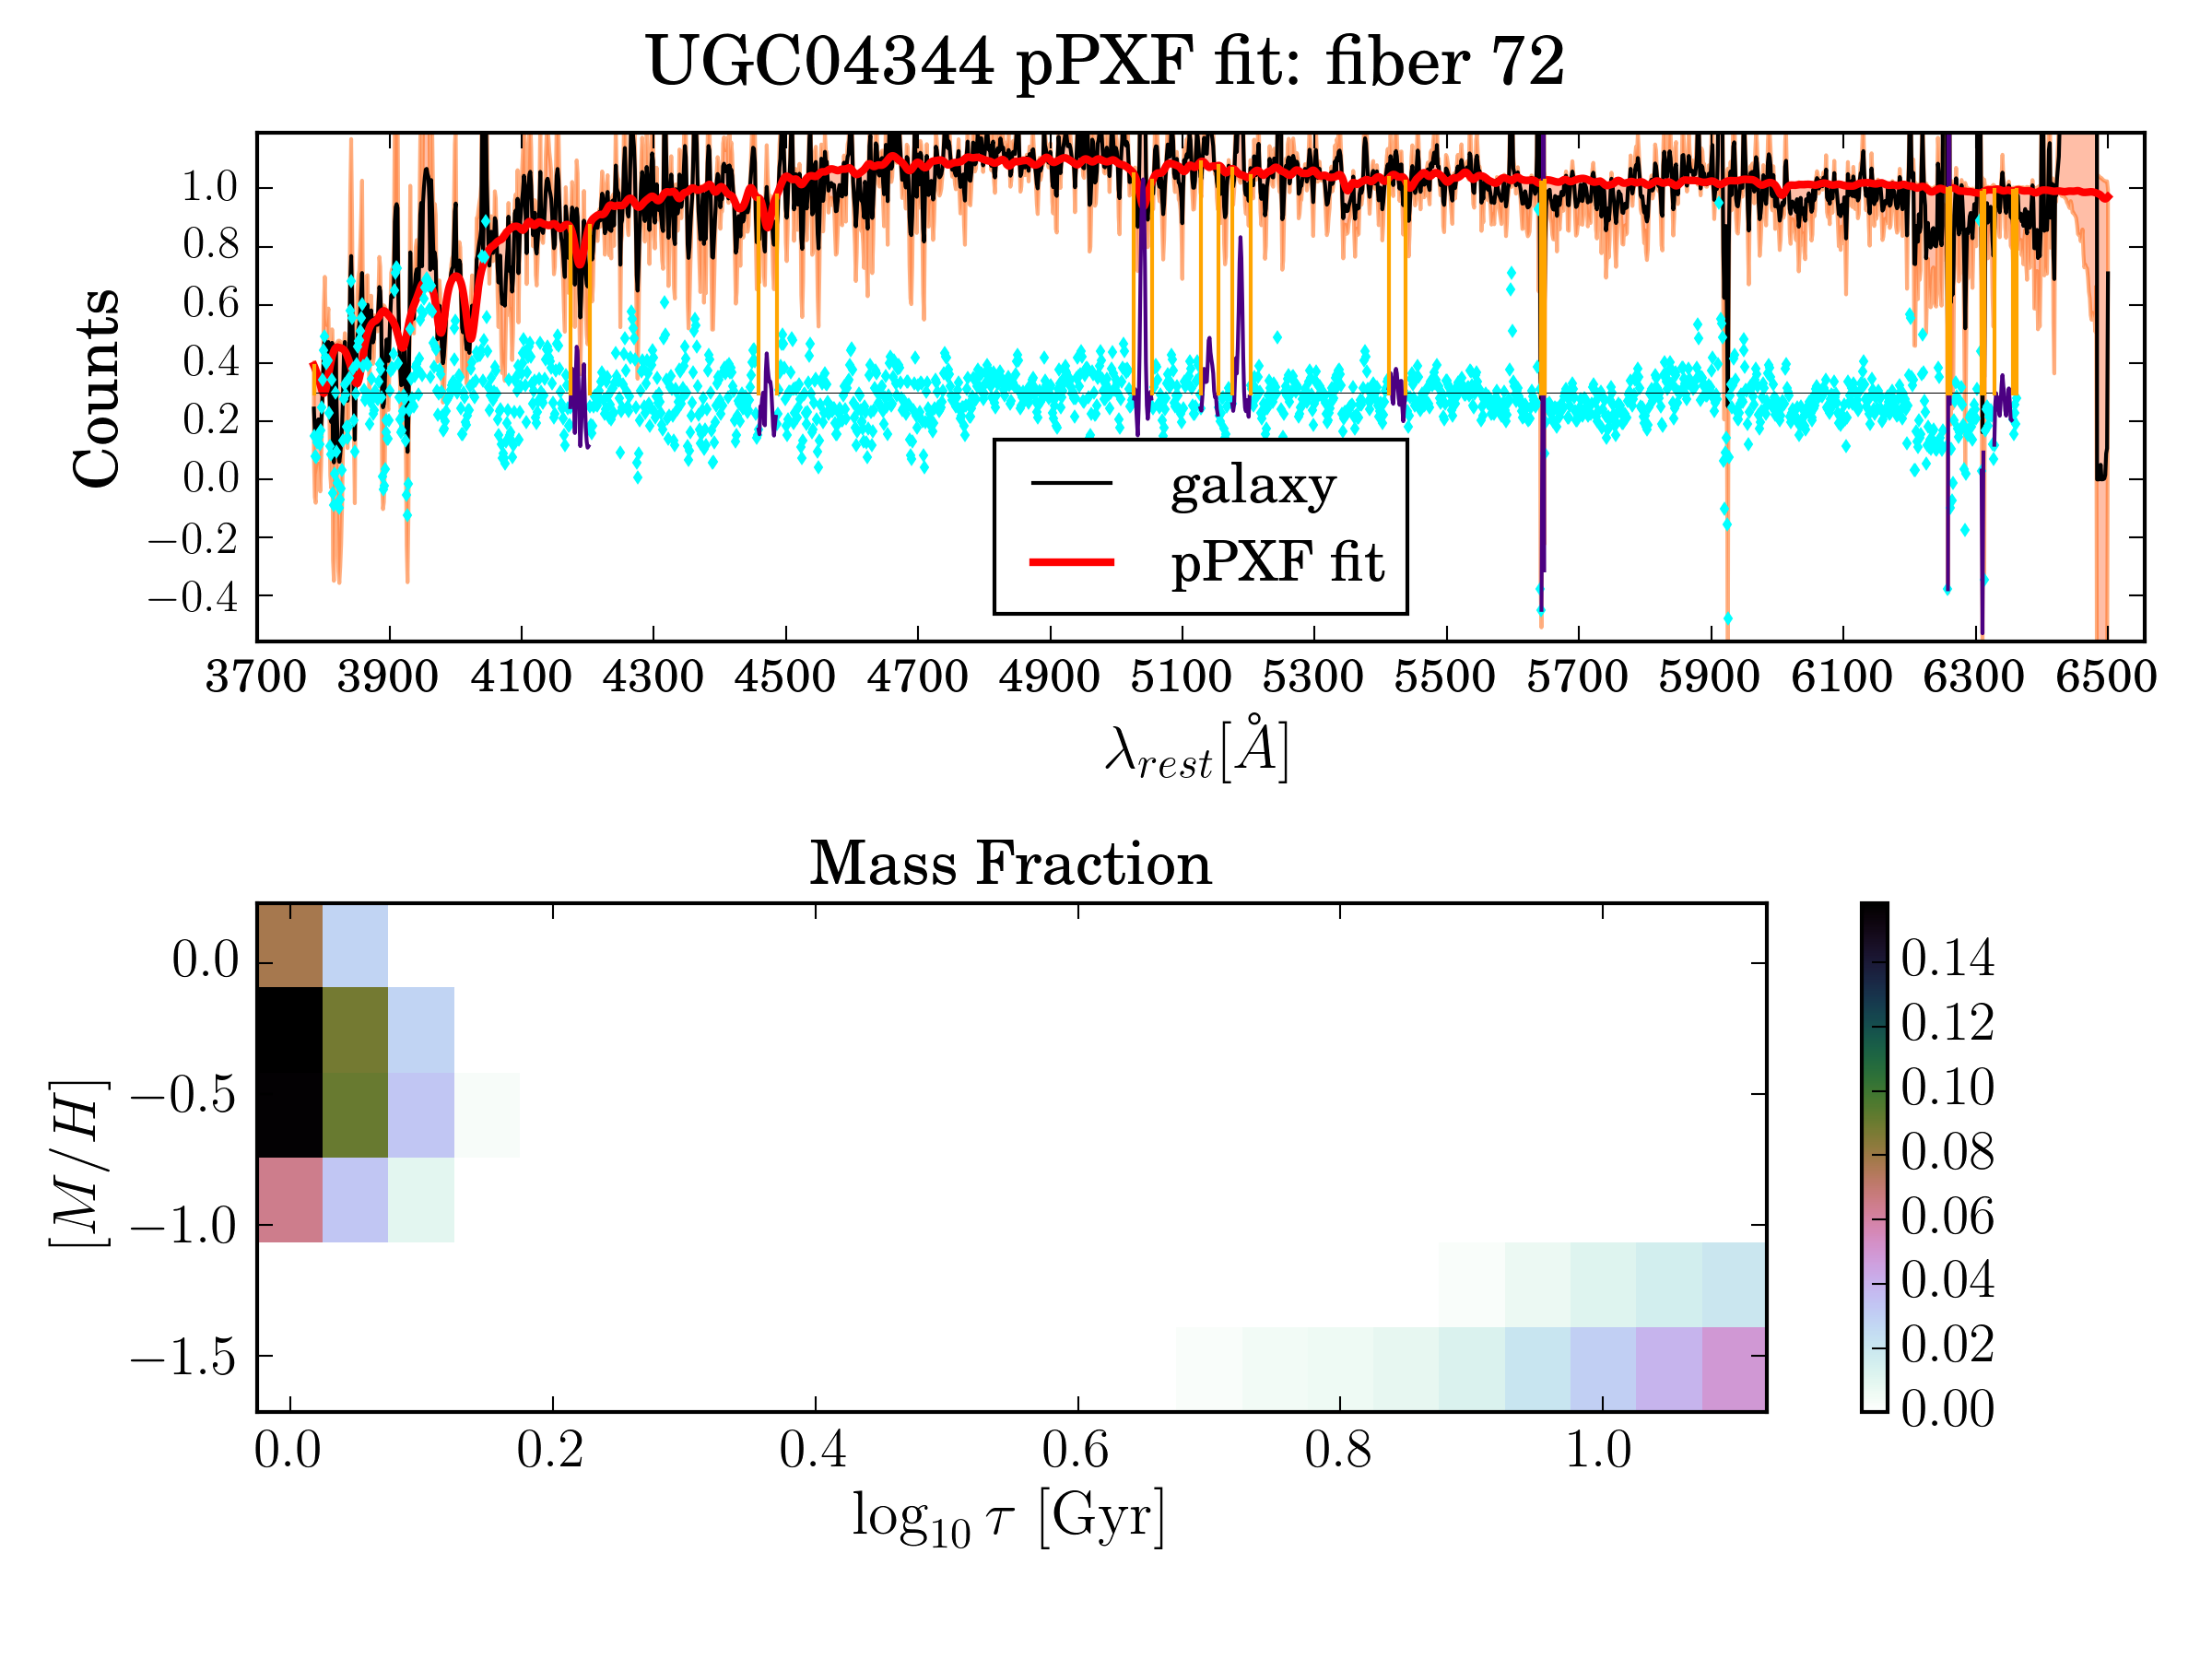 UGC04344 pPXF fit: fiber 72
Counts
1.0
0.8
0.6
0.4
0.2
0.0
−0.2
−0.4
galaxy
pPXF fit
3700 3900 4100 4300 4500 4700 4900 5100 5300 5500 5700 5900 6100 6300 6500
λrest[Å]
Mass Fraction
[M/H]
0.0
−0.5
−1.0
−1.5
0.0 0.2 0.4 0.6 0.8 1.0
log10 τ [Gyr]
0.14
0.12
0.10
0.08
0.06
0.04
0.02
0.00